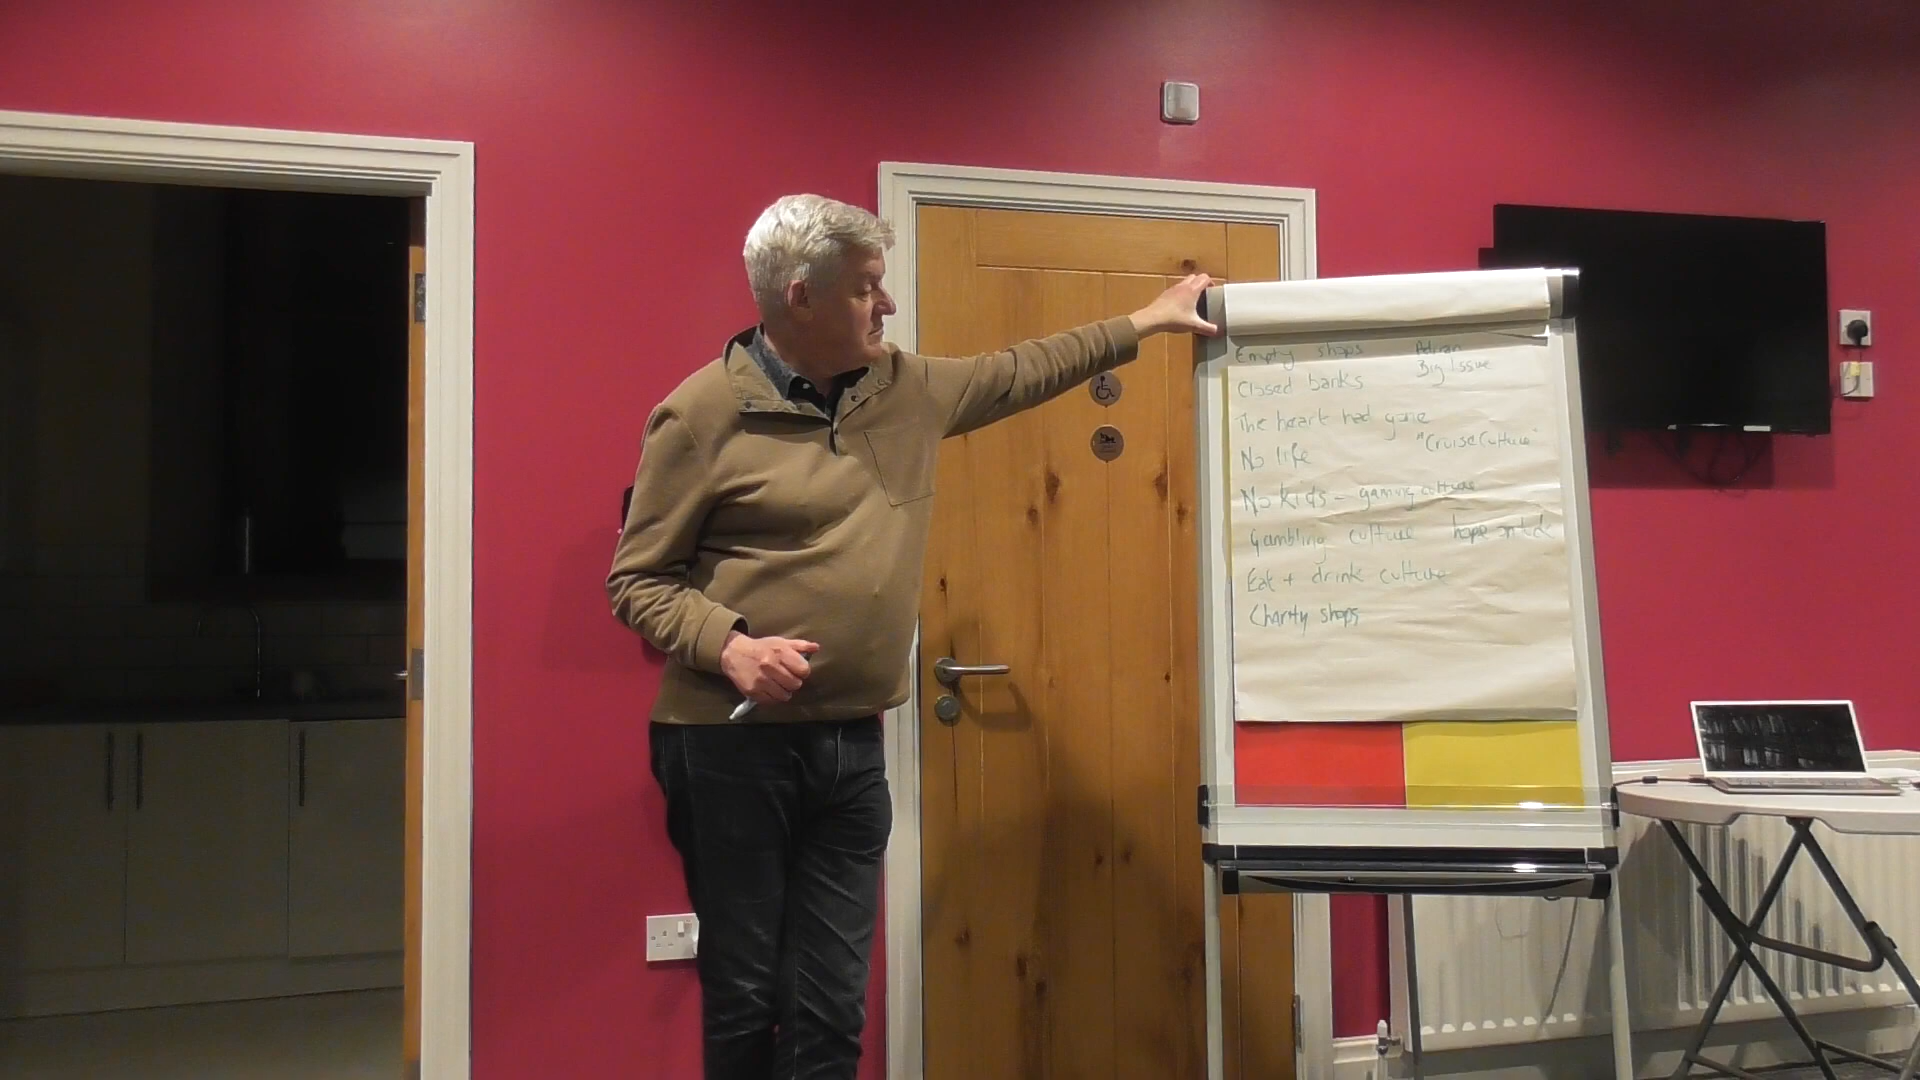 Empty shops
Adrian
Big Issue
Closed banks
The heart had gone
"Cruise Culture"
No life
No kids - gaming culture
Gambling culture hope on
Eat + drink culture
Charity shops